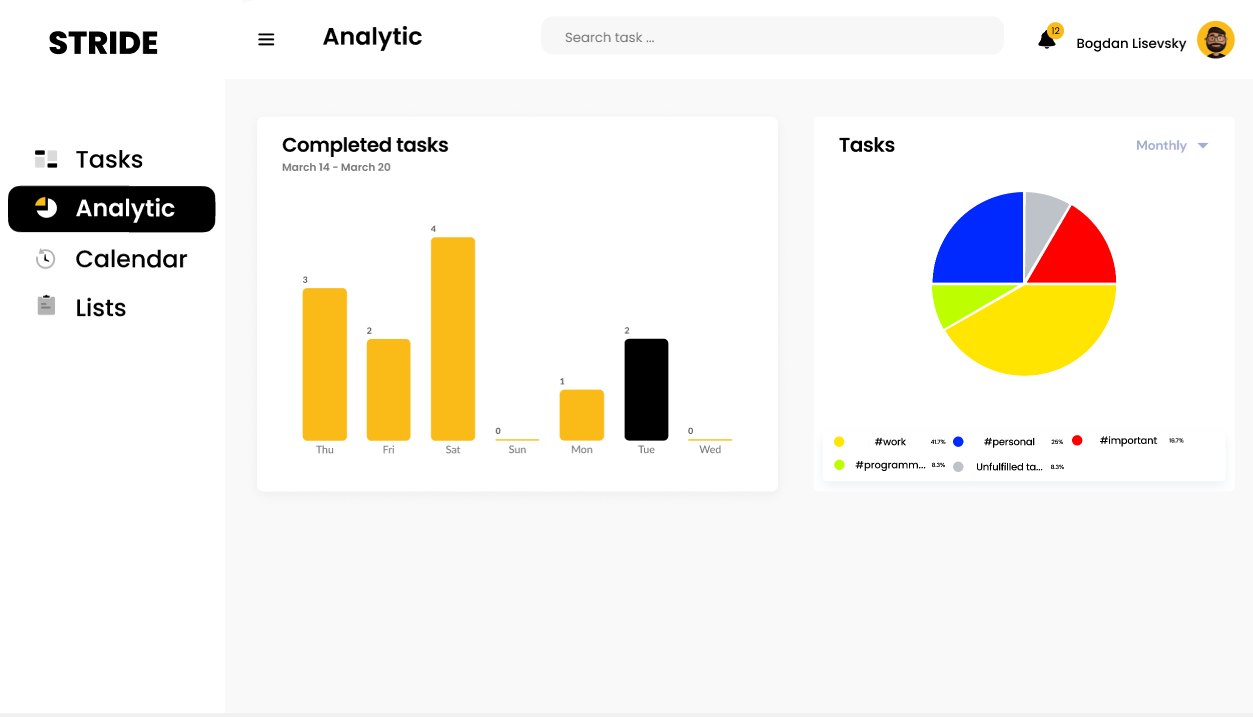 STRIDE
Analytic
Search task ...
12
Bogdan Lisevsky
Tasks
Analytic
Calendar
Lists
Completed tasks
March 14 - March 20
3
2
4
0
1
2
0
Thu
Fri
Sat
Sun
Mon
Tue
Wed
Tasks
Monthly
#work 41.7%
#personal 25%
#important 16.7%
#programm... 8.3%
Unfulfilled ta... 8.3%